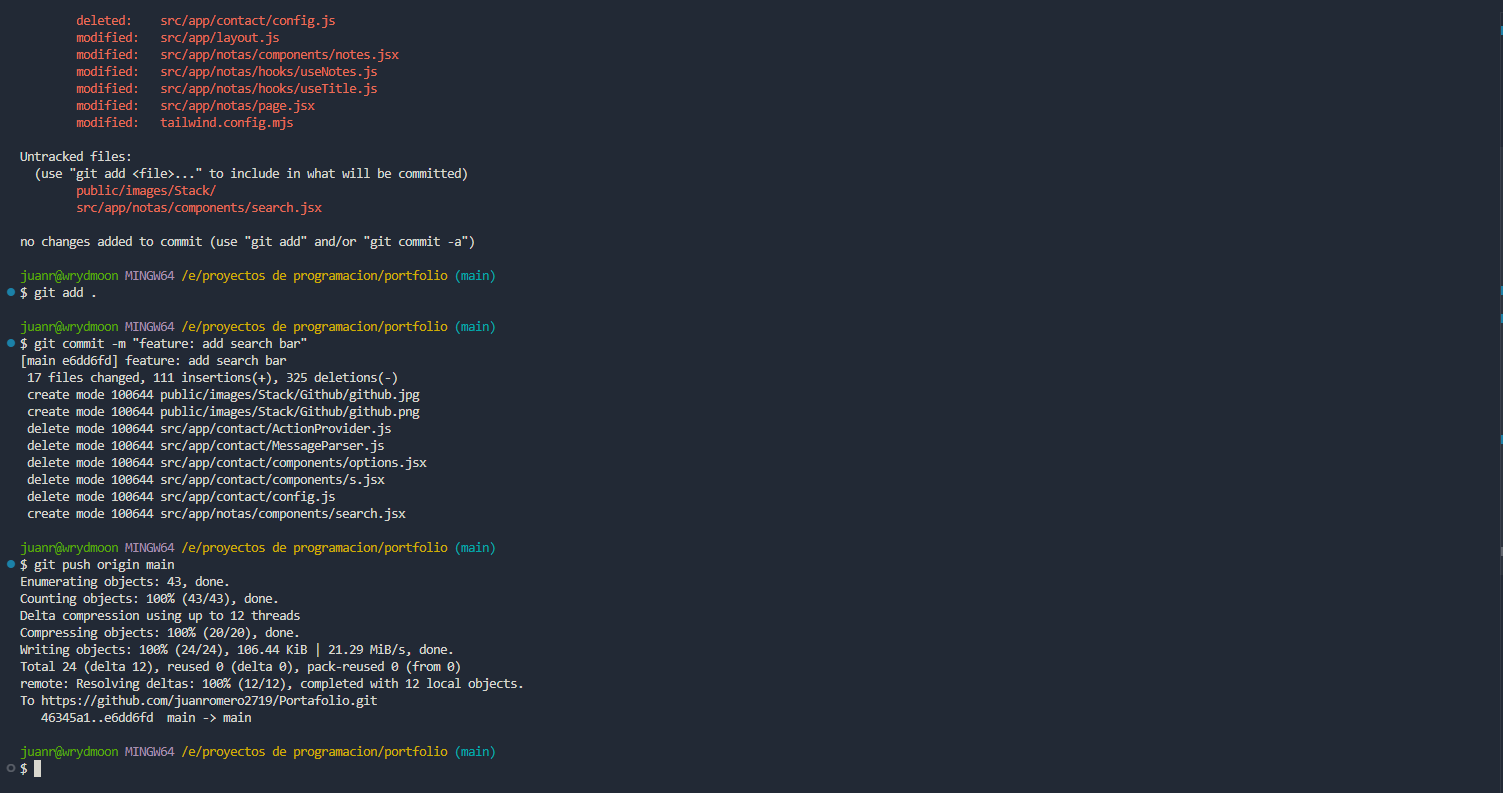 deleted:    src/app/contact/config.js
modified:   src/app/layout.js
modified:   src/app/notas/components/notes.jsx
modified:   src/app/notas/hooks/useNotes.js
modified:   src/app/notas/hooks/useTitle.js
modified:   src/app/notas/page.jsx
modified:   tailwind.config.mjs
Untracked files:
(use "git add <file>..." to include in what will be committed)
public/images/Stack/
src/app/notas/components/search.jsx
no changes added to commit (use "git add" and/or "git commit -a")
juanr@wrydmoon MINGW64 /e/proyectos de programacion/portfolio (main)
$ git add .
juanr@wrydmoon MINGW64 /e/proyectos de programacion/portfolio (main)
$ git commit -m "feature: add search bar"
[main e6dd6fd] feature: add search bar
17 files changed, 111 insertions(+), 325 deletions(-)
create mode 100644 public/images/Stack/Github/github.jpg
create mode 100644 public/images/Stack/Github/github.png
delete mode 100644 src/app/contact/ActionProvider.js
delete mode 100644 src/app/contact/MessageParser.js
delete mode 100644 src/app/contact/components/options.jsx
delete mode 100644 src/app/contact/components/s.jsx
delete mode 100644 src/app/contact/config.js
create mode 100644 src/app/notas/components/search.jsx
juanr@wrydmoon MINGW64 /e/proyectos de programacion/portfolio (main)
$ git push origin main
Enumerating objects: 43, done.
Counting objects: 100% (43/43), done.
Delta compression using up to 12 threads
Compressing objects: 100% (20/20), done.
Writing objects: 100% (24/24), 106.44 KiB | 21.29 MiB/s, done.
Total 24 (delta 12), reused 0 (delta 0), pack-reused 0 (from 0)
remote: Resolving deltas: 100% (12/12), completed with 12 local objects.
To https://github.com/juanromero2719/Portafolio.git
46345a1..e6dd6fd  main -> main
juanr@wrydmoon MINGW64 /e/proyectos de programacion/portfolio (main)
$